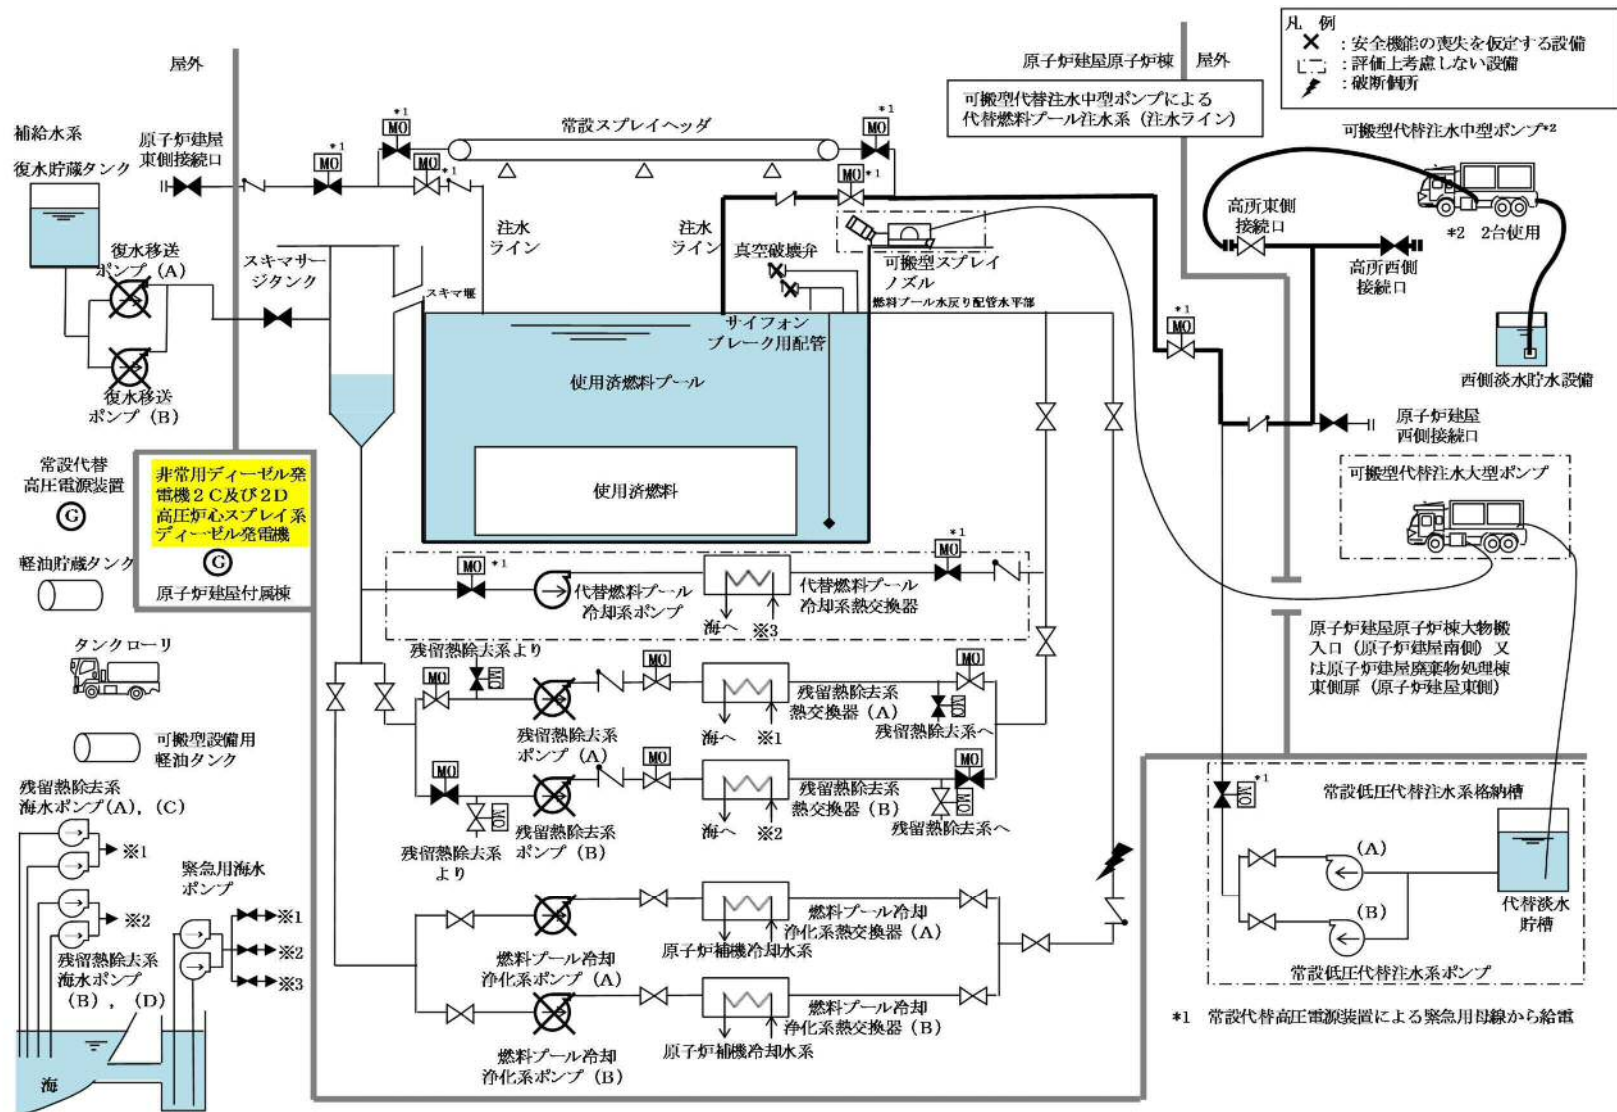 凡 例
：安全機能の喪失を仮定する設備
：評価上考慮しない設備
：破断個所
屋外
原子炉建屋原子炉棟
屋外
可搬型代替注水中型ポンプによる
代替燃料プール注水系（注水ライン）
可搬型代替注水中型ポンプ*2
*2 2台使用
補給水系
復水貯蔵タンク
原子炉建屋
東側接続口
MO
*1
MO
*1
MO
*1
常設スプレイヘッダ
MO
*1
MO
*1
注水
ライン
注水
ライン
復水移送
ポンプ（A）
復水移送
ポンプ（B）
スキマサー
ジタンク
スキマ堰
真空破壊弁
可搬型スプレイ
ノズル
燃料プール水戻り配管水平部
サイフォン
ブレーク用配管
使用済燃料プール
使用済燃料
高所東側
接続口
高所西側
接続口
西側淡水貯水設備
MO
*1
原子炉建屋
西側接続口
常設代替
高圧電源装置
G
非常用ディーゼル発
電機２Ｃ及び２Ｄ
高圧炉心スプレイ系
ディーゼル発電機
G
原子炉建屋付属棟
軽油貯蔵タンク
タンクローリ
可搬型設備用
軽油タンク
可搬型代替注水大型ポンプ
MO
*1
代替燃料プール
冷却系ポンプ
海へ
※3
MO
*1
代替燃料プール
冷却系熱交換器
原子炉建屋原子炉棟大物搬
入口（原子炉建屋南側）又
は原子炉建屋廃棄物処理棟
東側扉（原子炉建屋東側）
残留熱除去系より
MO
MO
残留熱除去系
ポンプ（A）
MO
海へ
※1
残留熱除去系
熱交換器（A）
MO
MO
残留熱除去系へ
MO
MO
残留熱除去系
より
残留熱除去系
ポンプ（B）
MO
海へ
※2
残留熱除去系
熱交換器（B）
MO
MO
残留熱除去系へ
残留熱除去系
海水ポンプ(A)，(C)
※1
※2
残留熱除去系
海水ポンプ
（B），（D）
緊急用海水
ポンプ
※1
※2
※3
海
燃料プール冷却
浄化系ポンプ（A）
原子炉補機冷却水系
燃料プール冷却
浄化系熱交換器（A）
燃料プール冷却
浄化系ポンプ（B）
原子炉補機冷却水系
燃料プール冷却
浄化系熱交換器（B）
MO
*1
常設低圧代替注水系格納槽
(A)
(B)
代替淡水
貯槽
常設低圧代替注水系ポンプ
*1 常設代替高圧電源装置による緊急用母線から給電